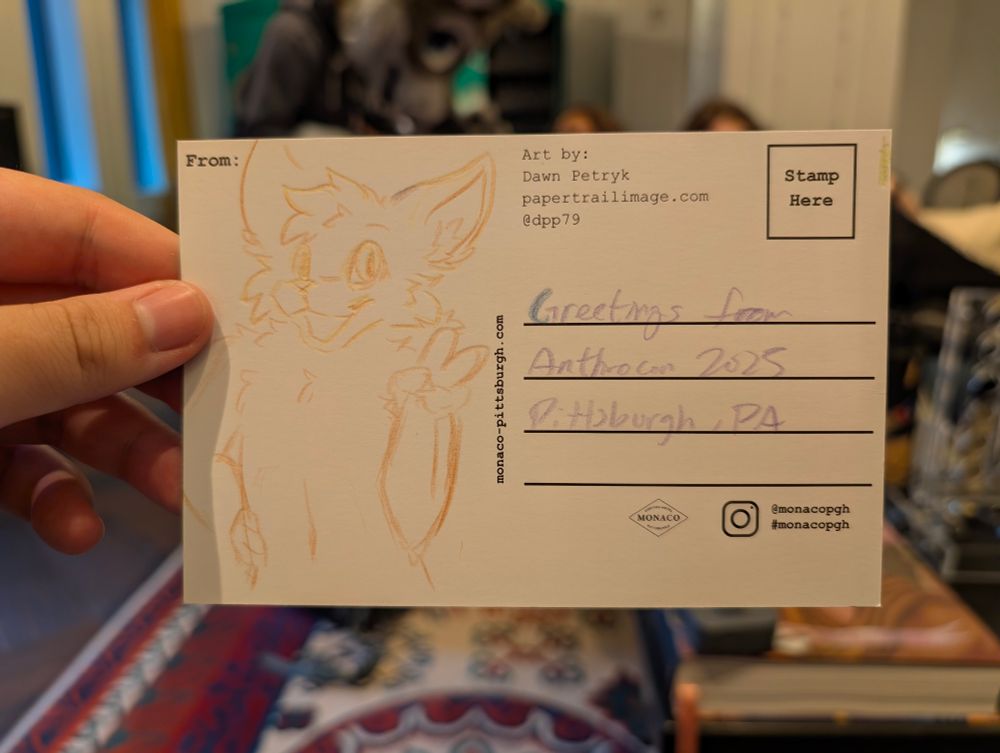 From:
Art by:
Dawn Petryk
papertrailimage.com
@dpp79
Stamp
Here
Greetings from
Anthrocon 2025
Pittsburgh, PA
monaco-pittsburgh.com
MONACO
@monacopgh
#monacopgh